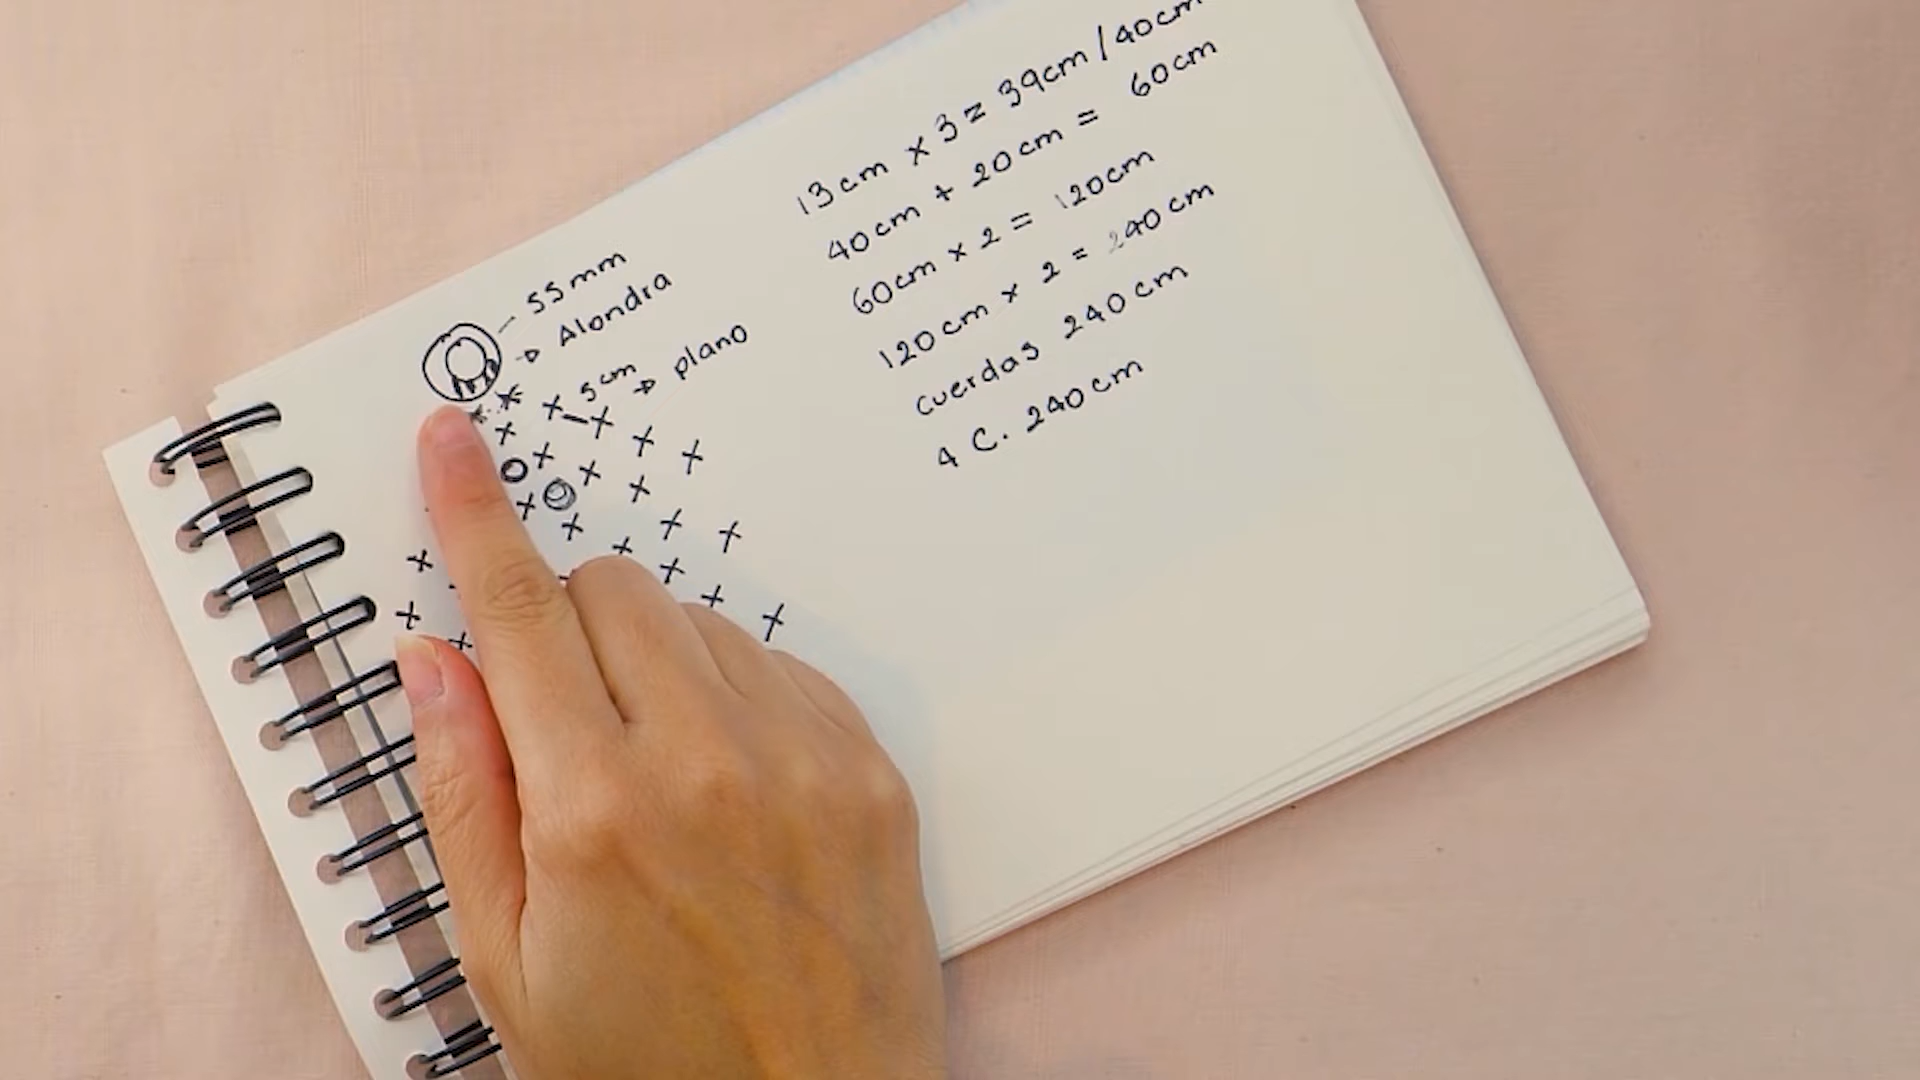 55mm
Alondra
5cm
plano
13cm x 3 = 39cm / 40cm
40cm + 20cm = 60cm
60cm x 2 = 120cm
120cm x 2 = 240cm
cuerdas 240cm
4 C. 240cm